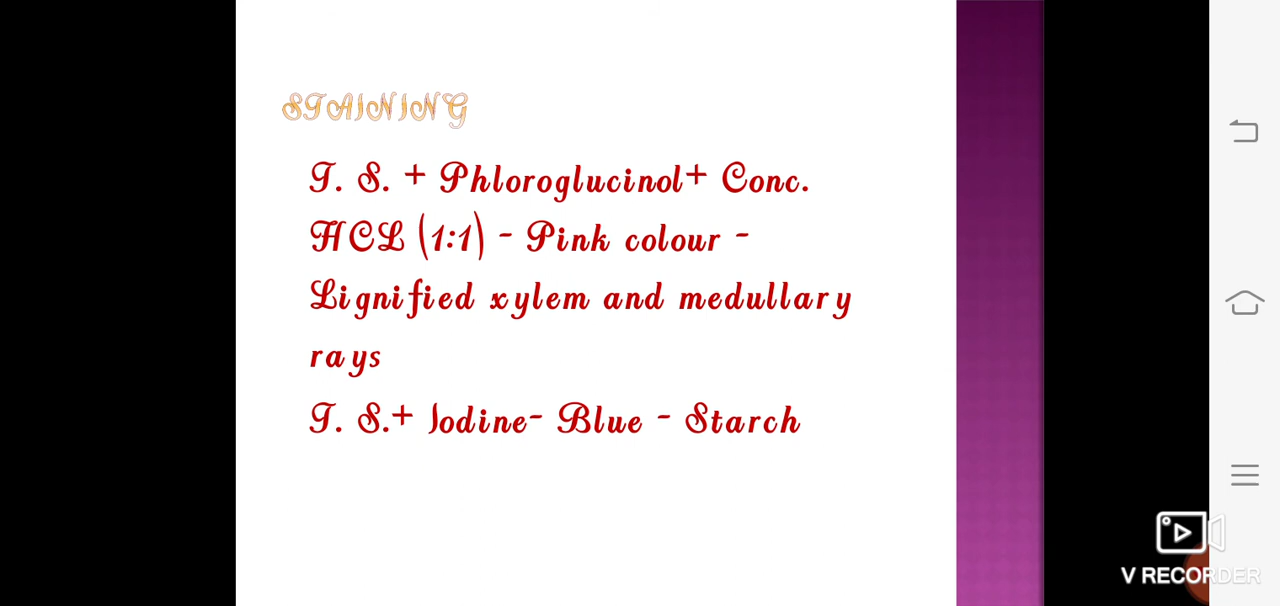 STAINING
T. S. + Phloroglucinol+ Conc.
HCL (1:1) - Pink colour -
Lignified xylem and medullary
rays
T. S.+ Iodine- Blue - Starch
V RECORDER